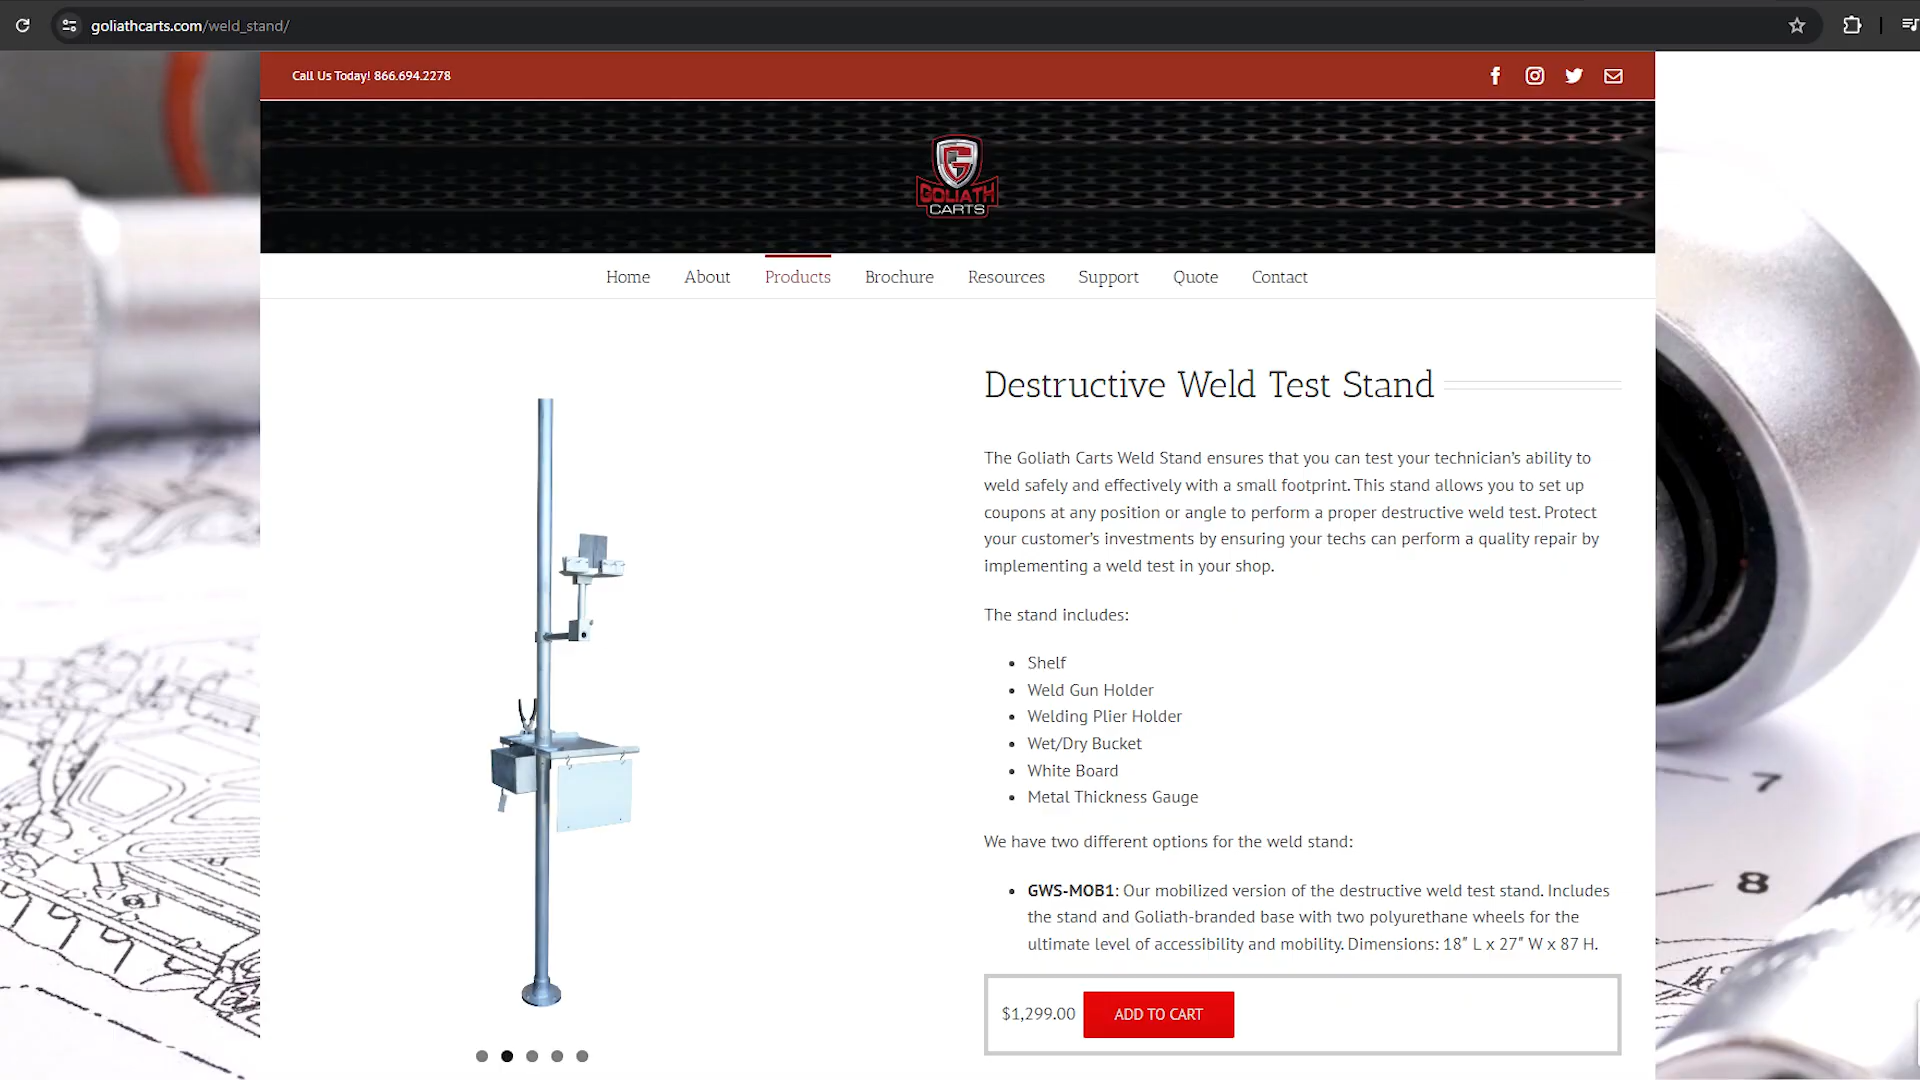 goliathcarts.com/weld_stand/
Call Us Today! 866.694.2278
GOLIATH
CARTS
Home About Products Brochure Resources Support Quote Contact
Destructive Weld Test Stand
The Goliath Carts Weld Stand ensures that you can test your technician’s ability to
weld safely and effectively with a small footprint. This stand allows you to set up
coupons at any position or angle to perform a proper destructive weld test. Protect
your customer’s investments by ensuring your techs can perform a quality repair by
implementing a weld test in your shop.
The stand includes:
• Shelf
• Weld Gun Holder
• Welding Plier Holder
• Wet/Dry Bucket
• White Board
• Metal Thickness Gauge
We have two different options for the weld stand:
• GWS-MOB1: Our mobilized version of the destructive weld test stand. Includes
the stand and Goliath-branded base with two polyurethane wheels for the
ultimate level of accessibility and mobility. Dimensions: 18″ L x 27″ W x 87 H.
$1,299.00 ADD TO CART
7
8